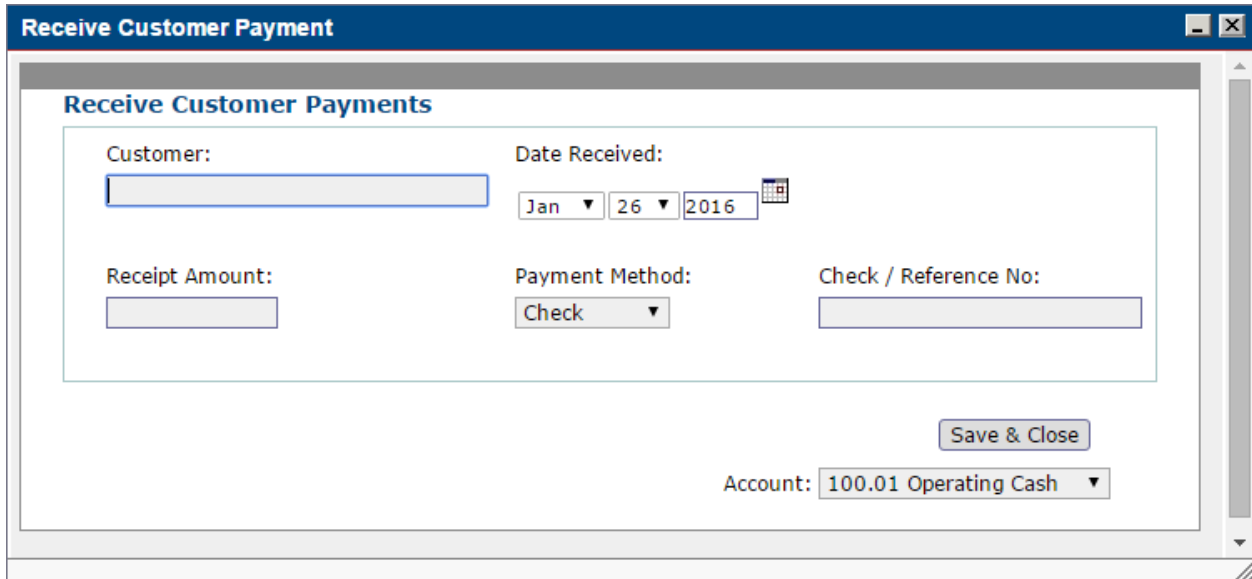 Receive Customer Payment
Receive Customer Payments
Customer: Date Received:
Jan 26 2016
Receipt Amount: Payment Method: Check / Reference No:
Check
Save & Close
Account: 100.01 Operating Cash